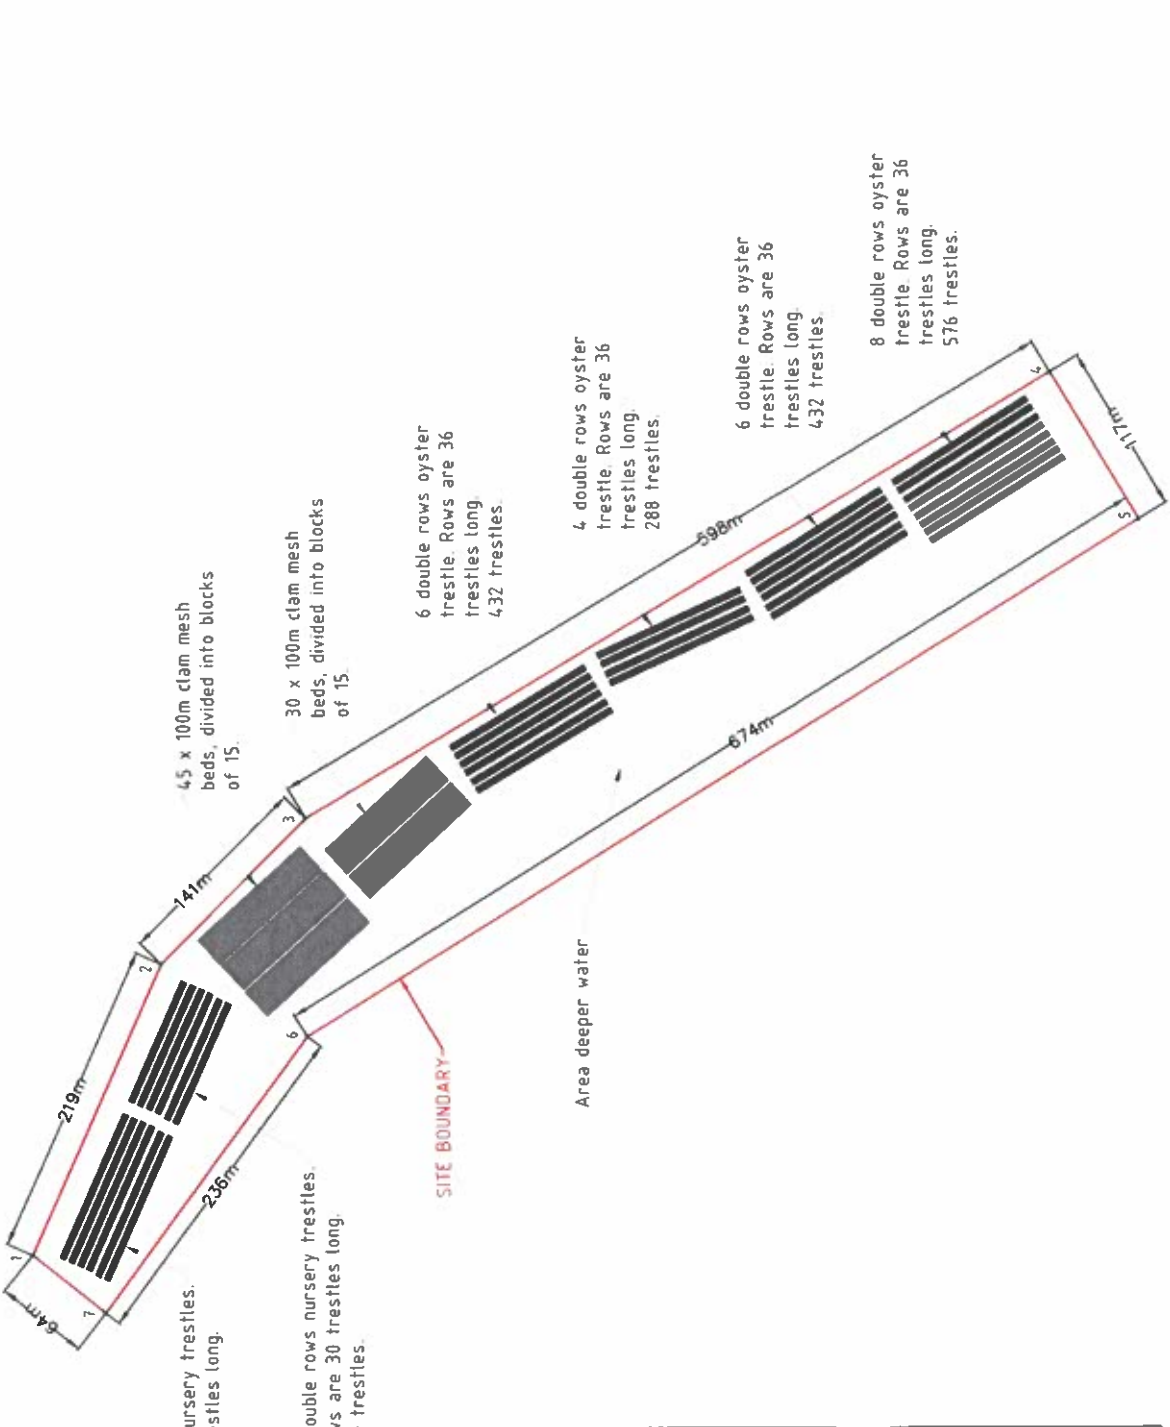 45 x 100m clam mesh
beds, divided into blocks
of 15.
30 x 100m clam mesh
beds, divided into blocks
of 15.
6 double rows oyster
trestle. Rows are 36
trestles long.
432 trestles.
4 double rows oyster
trestle. Rows are 36
trestles long.
288 trestles.
6 double rows oyster
trestle. Rows are 36
trestles long.
432 trestles.
8 double rows oyster
trestle. Rows are 36
trestles long.
576 trestles.
64m
219m
141m
598m
117m
674m
236m
1
2
3
4
5
6
7
SITE BOUNDARY
Area deeper water
ursery trestles.
stles long.
ouble rows nursery trestles.
ws are 30 trestles long.
trestles.